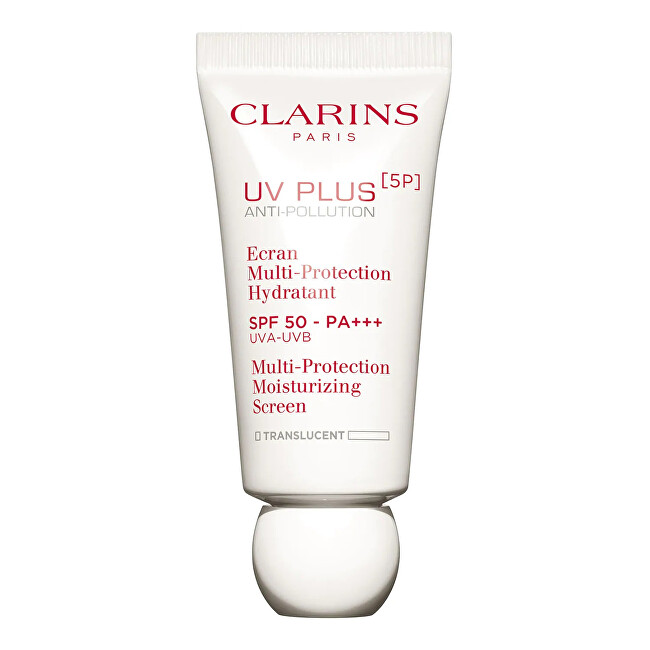 CLARINS
PARIS
UV PLUS [5P]
ANTI-POLLUTION
Ecran
Multi-Protection
Hydratant
SPF 50 - PA+++
UVA-UVB
Multi-Protection
Moisturizing
Screen
TRANSLUCENT